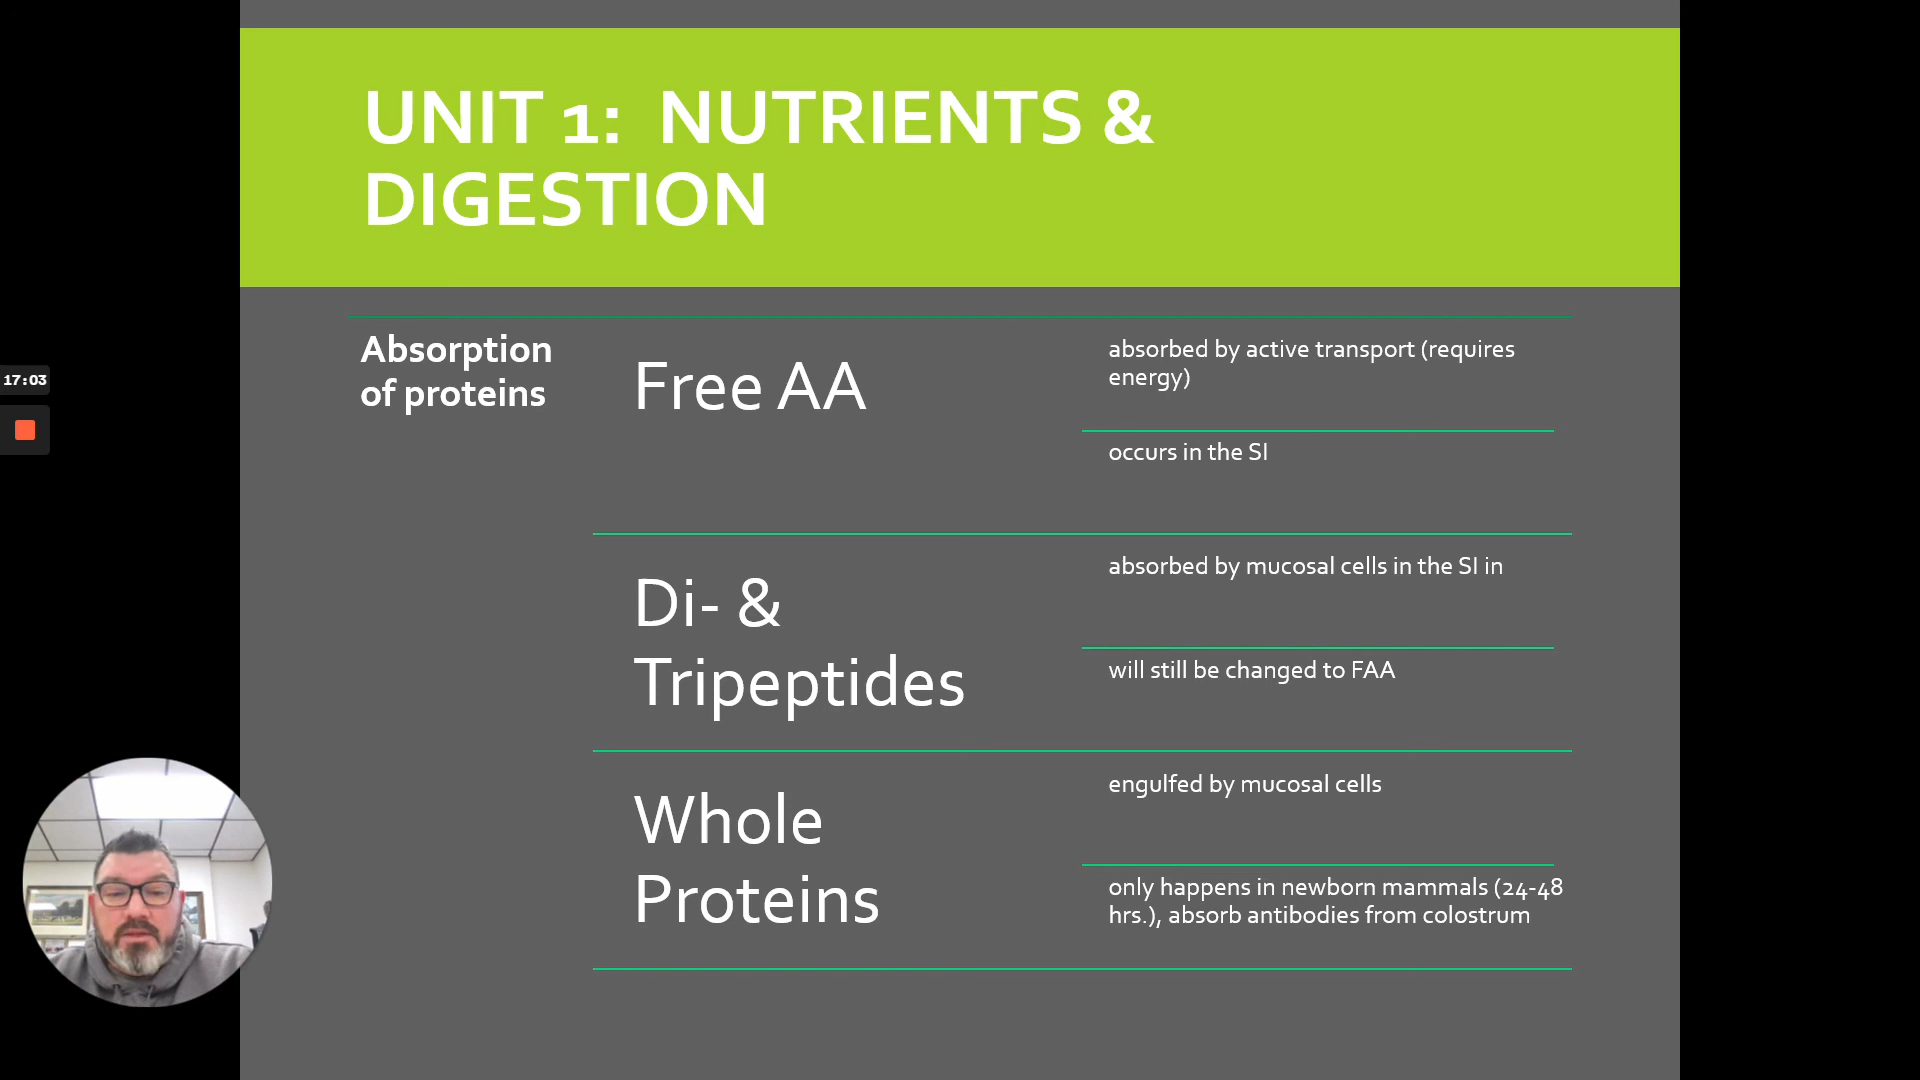 UNIT 1: NUTRIENTS &
DIGESTION
Absorption
of proteins
Free AA
absorbed by active transport (requires
energy)
occurs in the SI
Di- &
Tripeptides
absorbed by mucosal cells in the SI in
will still be changed to FAA
Whole
Proteins
engulfed by mucosal cells
only happens in newborn mammals (24-48
hrs.), absorb antibodies from colostrum
17:03